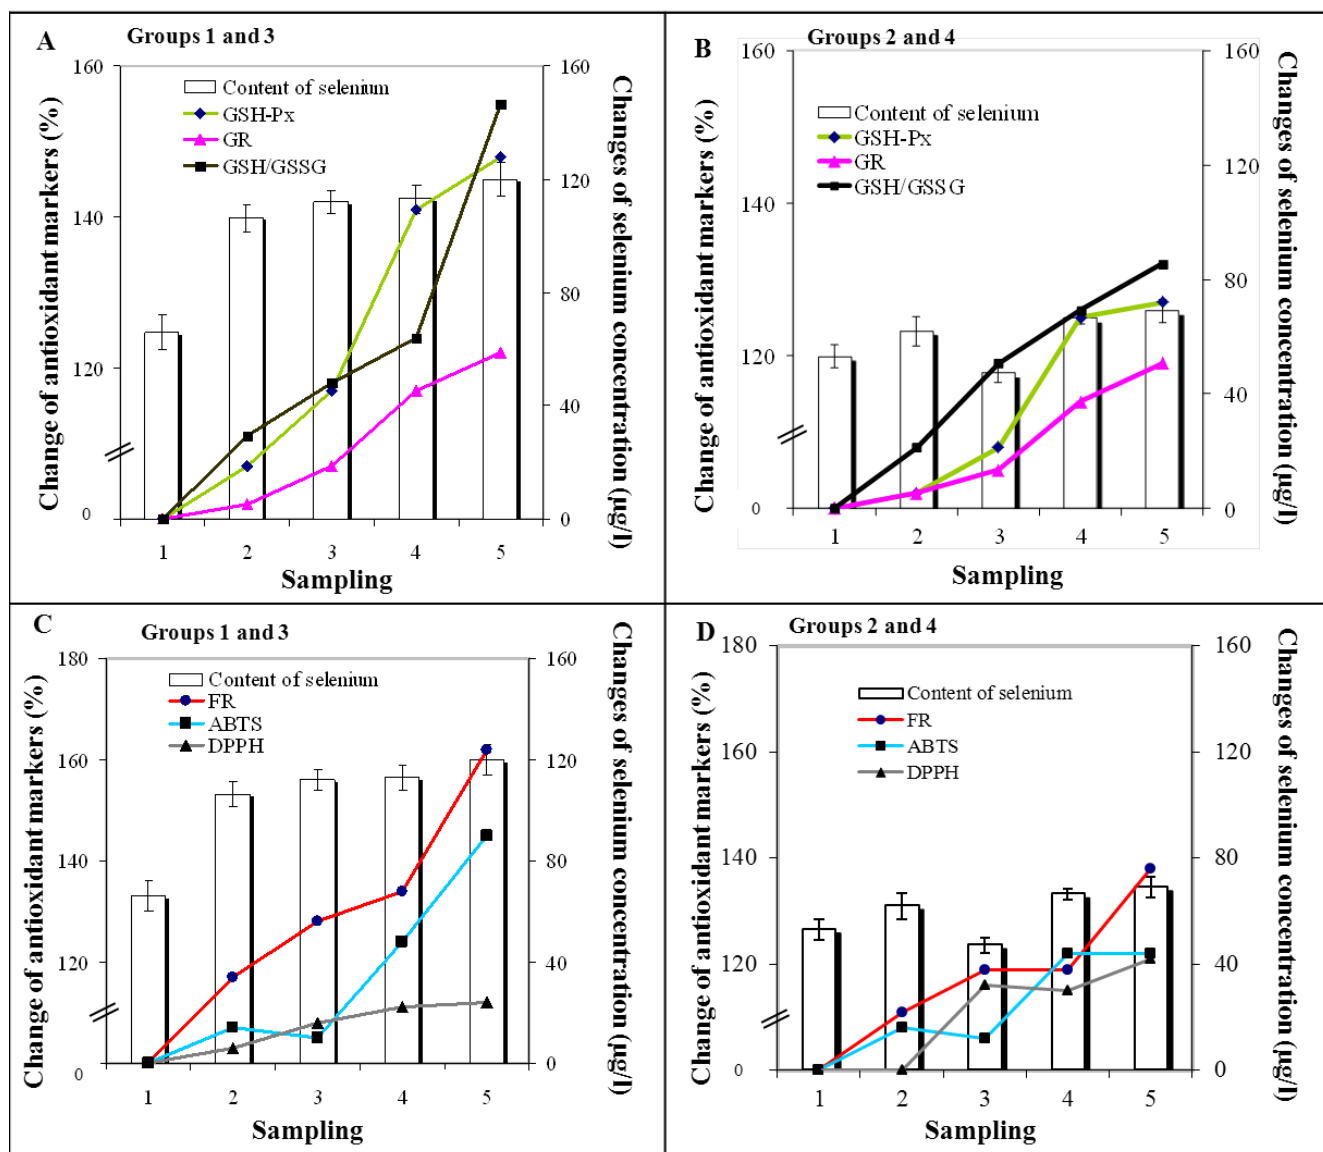 A
Groups 1 and 3
Change of antioxidant markers (%)
160
140
120
0
Content of selenium
GSH-Px
GR
GSH/GSSG
160
120
80
40
0
Changes of selenium concentration (µg/l)
1 2 3 4 5
Sampling
B
Groups 2 and 4
Change of antioxidant markers (%)
160
140
120
0
Content of selenium
GSH-Px
GR
GSH/GSSG
160
120
80
40
0
Changes of selenium concentration (µg/l)
1 2 3 4 5
Sampling
C
Groups 1 and 3
Change of antioxidant markers (%)
180
160
140
120
0
Content of selenium
FR
ABTS
DPPH
160
120
80
40
0
Changes of selenium concentration (µg/l)
1 2 3 4 5
Sampling
D
Groups 2 and 4
Change of antioxidant markers (%)
180
160
140
120
0
Content of selenium
FR
ABTS
DPPH
160
120
80
40
0
Changes of selenium concentration (µg/l)
1 2 3 4 5
Sampling